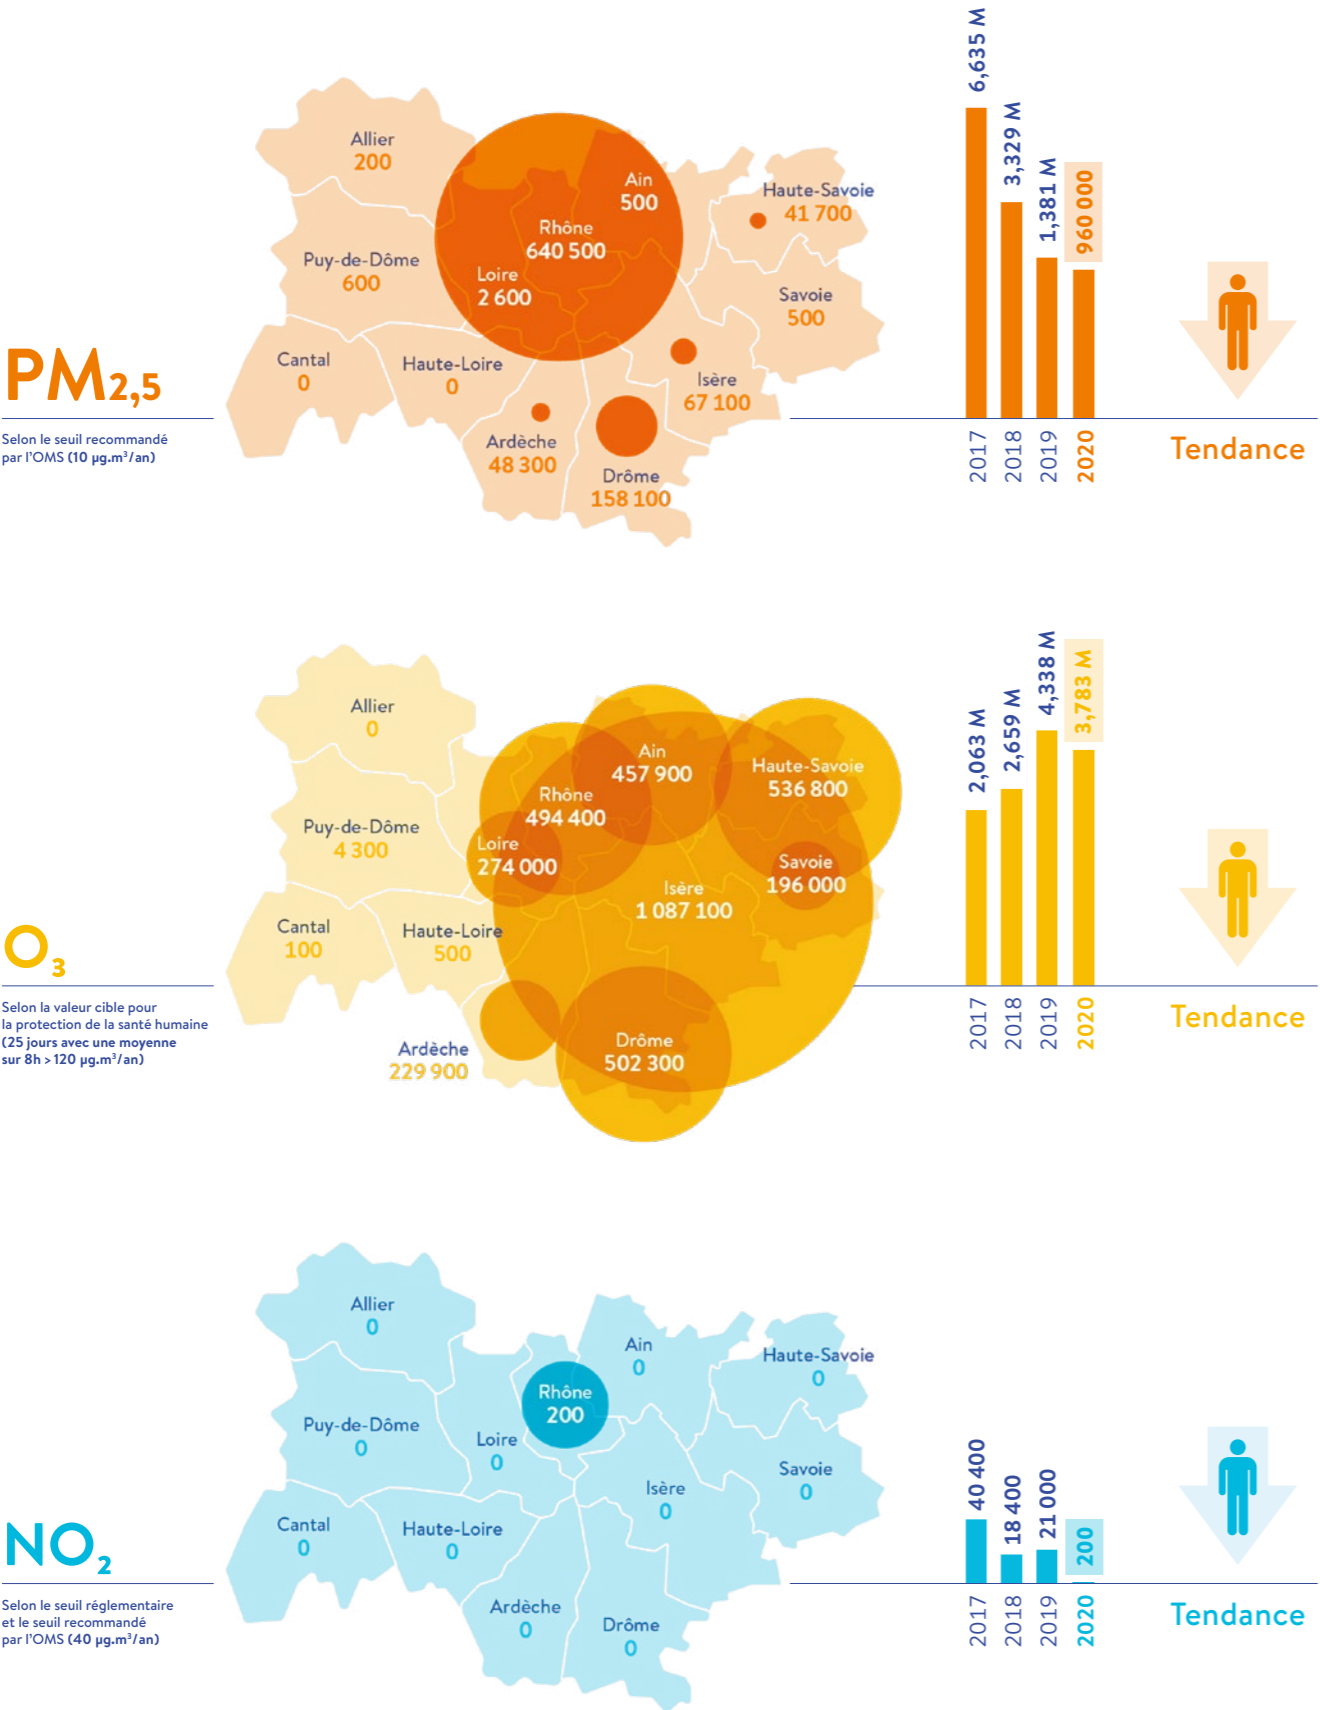 6,635 M
3,329 M
1,381 M
960 000
Allier
200
Ain
500
Haute-Savoie
41 700
Rhône
640 500
Puy-de-Dôme
600
Loire
2 600
Savoie
500
Cantal
0
Haute-Loire
0
Isère
67 100
Ardèche
48 300
Drôme
158 100
PM2,5
Selon le seuil recommandé
par l'OMS (10 µg.m³/an)
2017
2018
2019
2020
Tendance
2,063 M
2,659 M
4,338 M
3,783 M
Allier
0
Ain
457 900
Haute-Savoie
536 800
Rhône
494 400
Puy-de-Dôme
4 300
Loire
274 000
Savoie
196 000
Isère
1 087 100
Cantal
100
Haute-Loire
500
Ardèche
229 900
Drôme
502 300
O3
Selon la valeur cible pour
la protection de la santé humaine
(25 jours avec une moyenne
sur 8h > 120 µg.m³/an)
2017
2018
2019
2020
Tendance
Allier
0
Ain
0
Haute-Savoie
0
Rhône
200
Puy-de-Dôme
0
Loire
0
Savoie
0
Isère
0
Cantal
0
Haute-Loire
0
Ardèche
0
Drôme
0
40 400
18 400
21 000
200
NO2
Selon le seuil réglementaire
et le seuil recommandé
par l'OMS (40 µg.m³/an)
2017
2018
2019
2020
Tendance